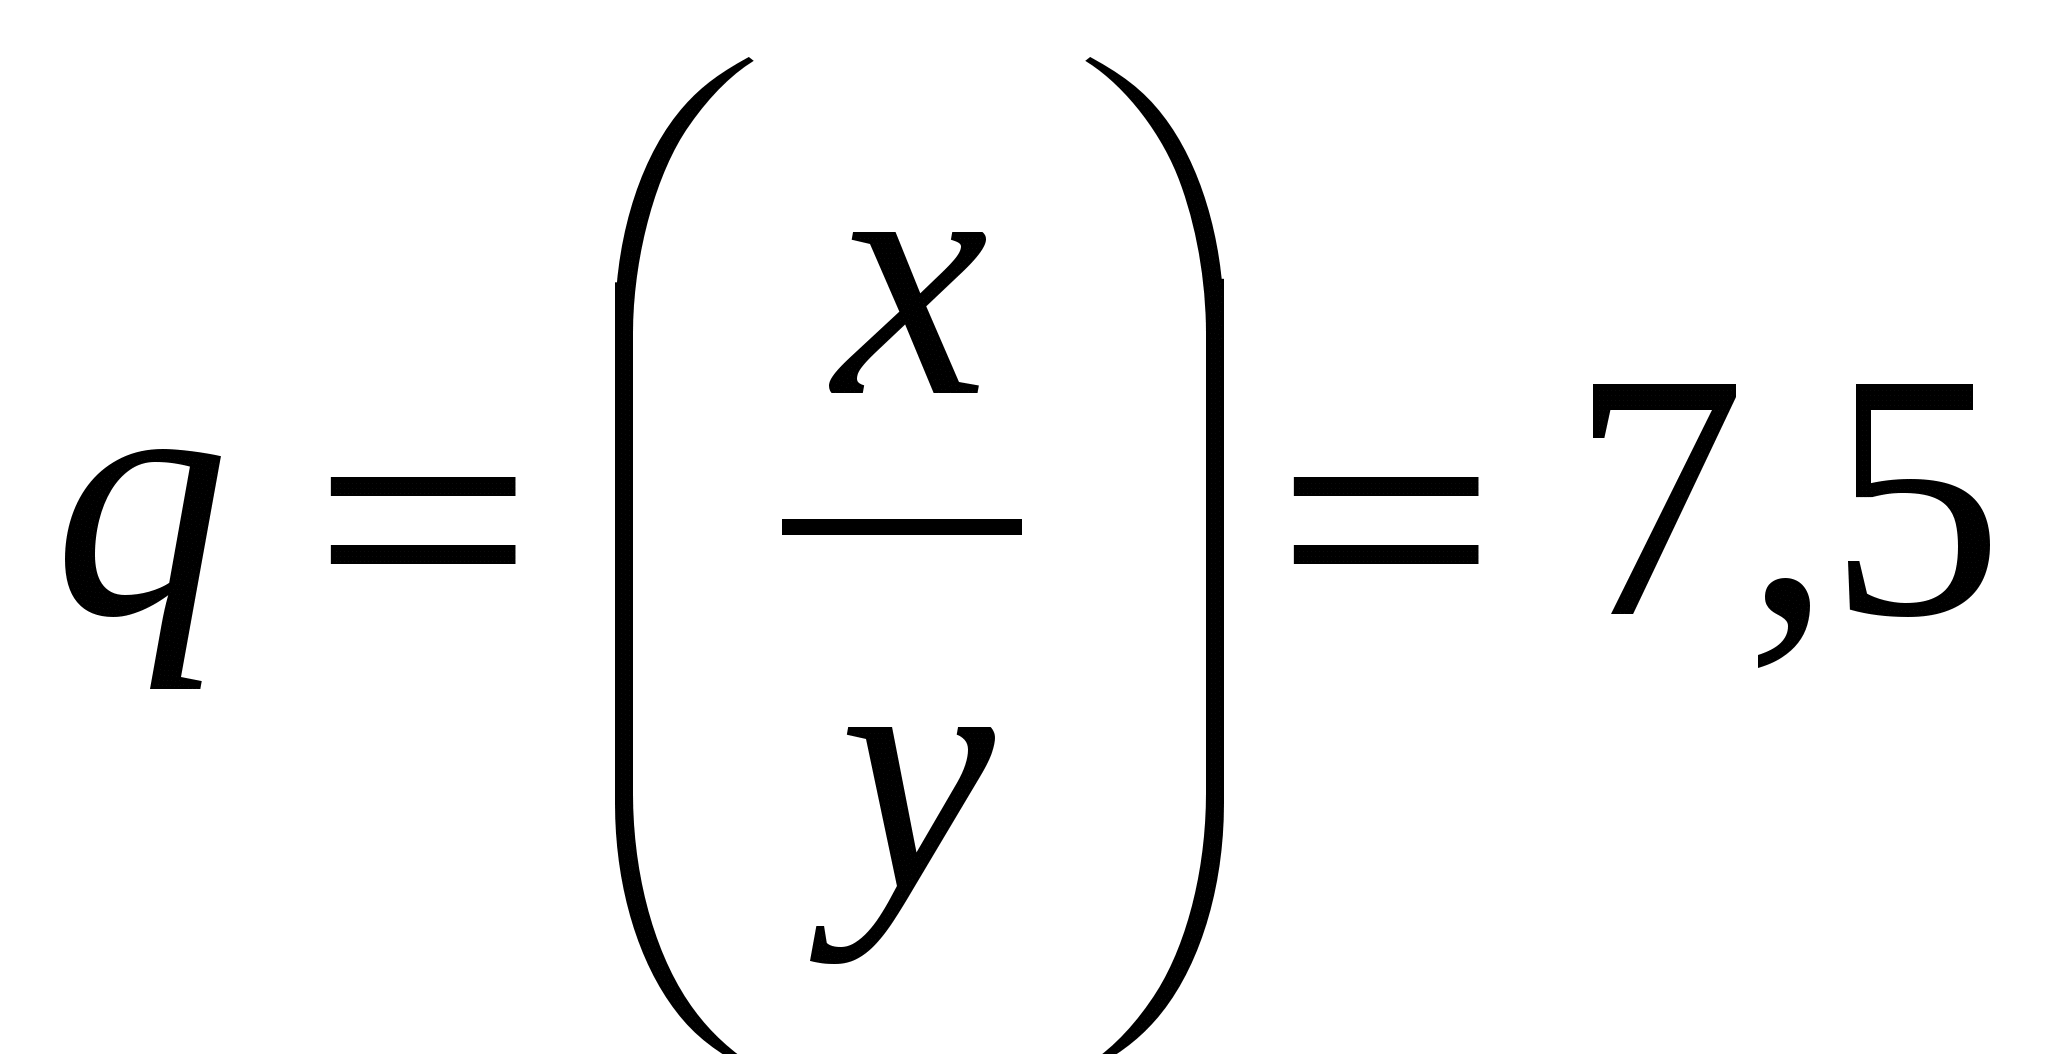 q = (x/y) = 7,5